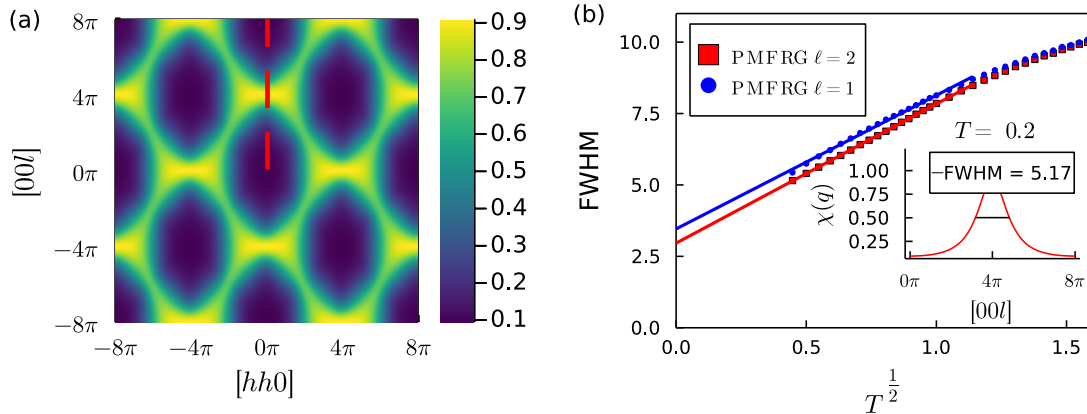 (a)
8π
4π
0π
−4π
−8π
[00l]
−8π
−4π
0π
4π
8π
[hh0]
0.9
0.8
0.7
0.6
0.5
0.4
0.3
0.2
0.1
(b)
FWHM
10.0
7.5
5.0
2.5
0.0
PMFRG ℓ = 2
PMFRG ℓ = 1
T = 0.2
FWHM = 5.17
χ(q)
1.00
0.75
0.50
0.25
0π
4π
8π
[00l]
0.0
0.5
1.0
1.5
T^{1/2}